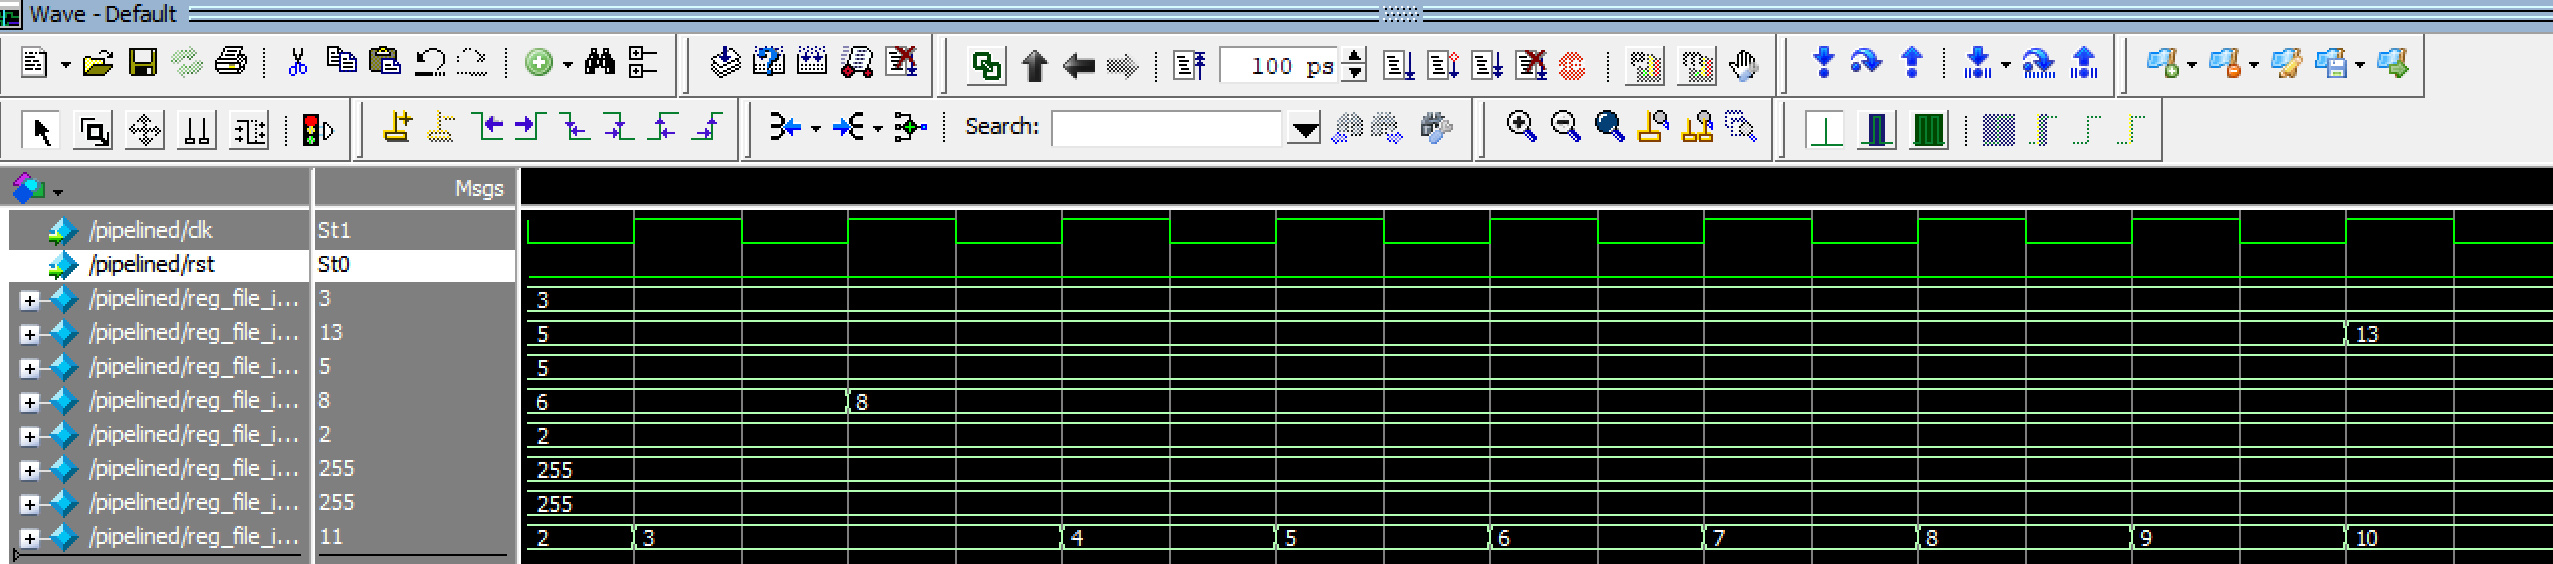 Wave - Default
100 ps
Search:
Msgs
/pipelined/clk St1
/pipelined/rst St0
/pipelined/reg_file_i... 3 3
/pipelined/reg_file_i... 13 5 13
/pipelined/reg_file_i... 5 5
/pipelined/reg_file_i... 8 6 8
/pipelined/reg_file_i... 2 2
/pipelined/reg_file_i... 255 255
/pipelined/reg_file_i... 255 255
/pipelined/reg_file_i... 11 2 3 4 5 6 7 8 9 10